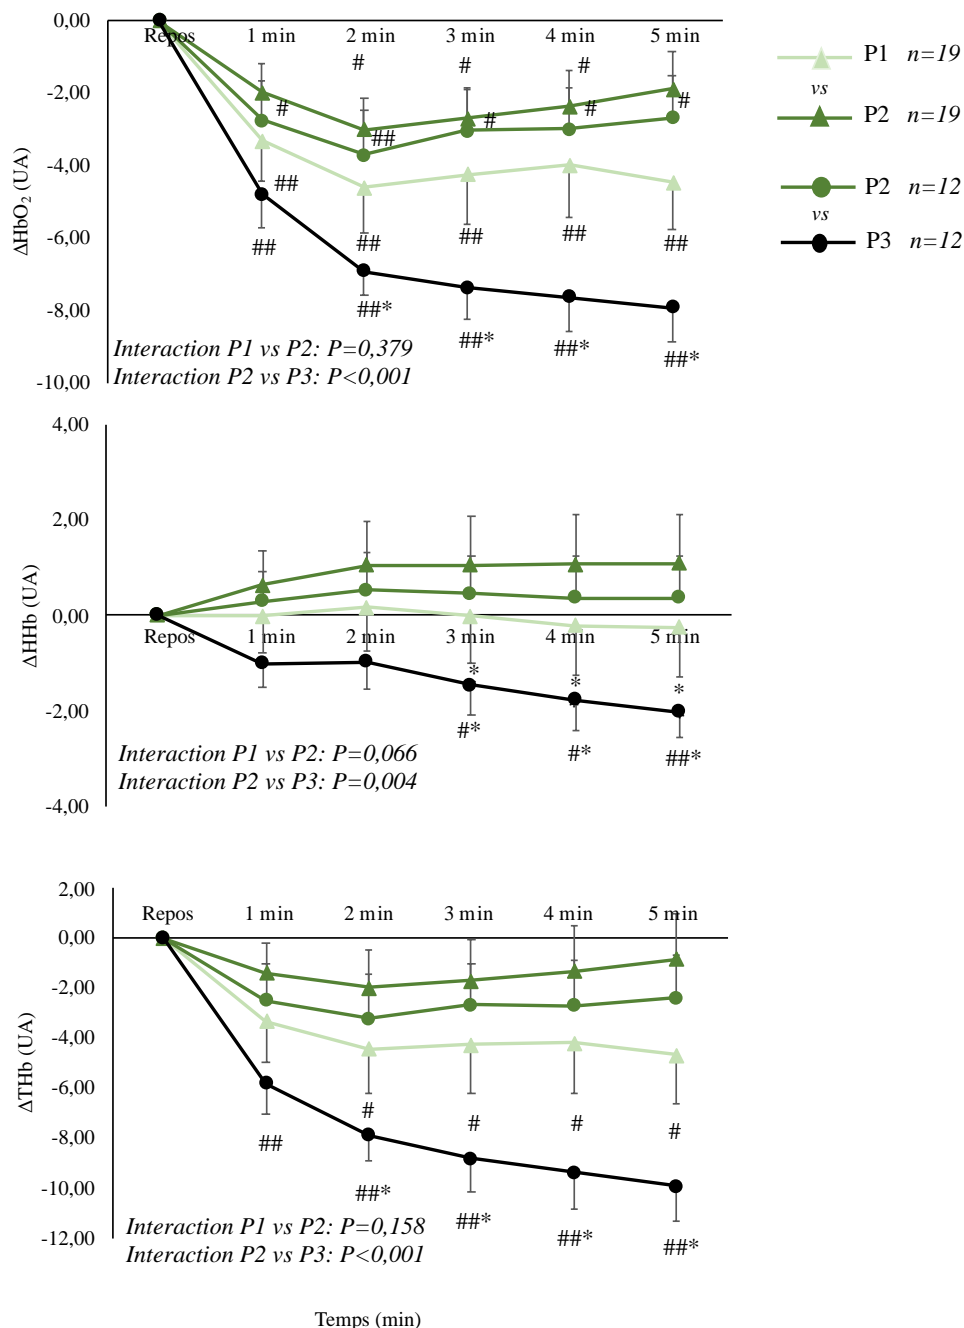 0,00
Repos
1 min
2 min
3 min
4 min
5 min
P1 n=19
vs
P2 n=19
P2 n=12
vs
P3 n=12
-2,00
-4,00
-6,00
-8,00
-10,00
ΔHbO2 (UA)
# # #
# ## # # #
##
## ## ## ## ##
##* ##* ##* ##*
Interaction P1 vs P2: P=0,379
Interaction P2 vs P3: P<0,001
4,00
2,00
0,00
-2,00
-4,00
ΔHHb (UA)
Repos
1 min
2 min
3 min
4 min
5 min
* * *
#* #* ##*
Interaction P1 vs P2: P=0,066
Interaction P2 vs P3: P=0,004
2,00
0,00
-2,00
-4,00
-6,00
-8,00
-10,00
-12,00
ΔTHb (UA)
Repos
1 min
2 min
3 min
4 min
5 min
# # # #
## ##* ##* ##* ##*
Interaction P1 vs P2: P=0,158
Interaction P2 vs P3: P<0,001
Temps (min)